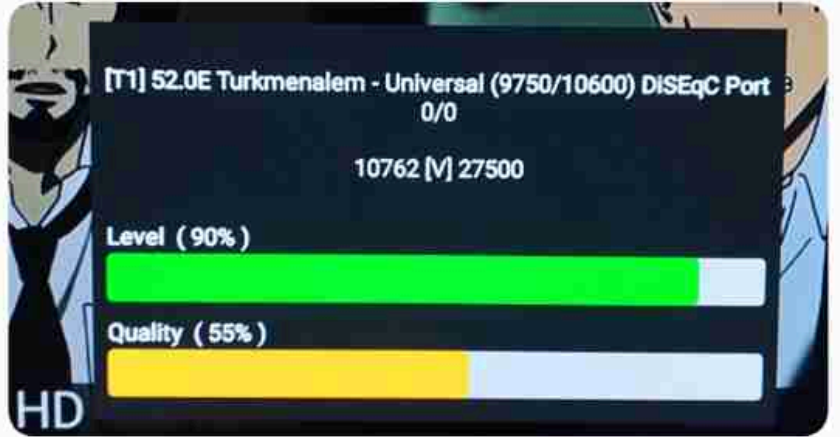 [T1] 52.0E Turkmenalem - Universal (9750/10600) DiSEqC Port
0/0
10762 [V] 27500
Level ( 90% )
Quality ( 55% )
HD